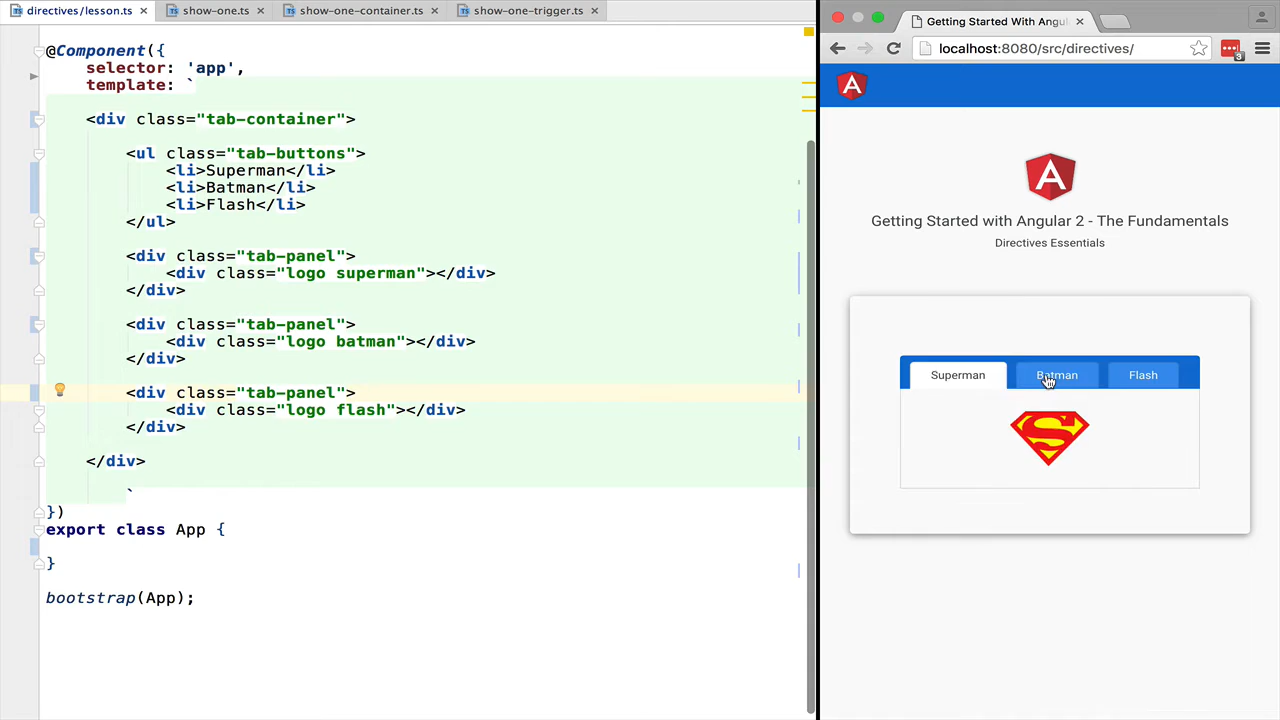 directives/lesson.ts
show-one.ts
show-one-container.ts
show-one-trigger.ts
@Component({
selector: 'app',
template: `
<div class="tab-container">
<ul class="tab-buttons">
<li>Superman</li>
<li>Batman</li>
<li>Flash</li>
</ul>
<div class="tab-panel">
<div class="logo superman"></div>
</div>
<div class="tab-panel">
<div class="logo batman"></div>
</div>
<div class="tab-panel">
<div class="logo flash"></div>
</div>
</div>
`
})
export class App {
}
bootstrap(App);
Getting Started With Angul
localhost:8080/src/directives/
3
Getting Started with Angular 2 - The Fundamentals
Directives Essentials
Superman
Batman
Flash